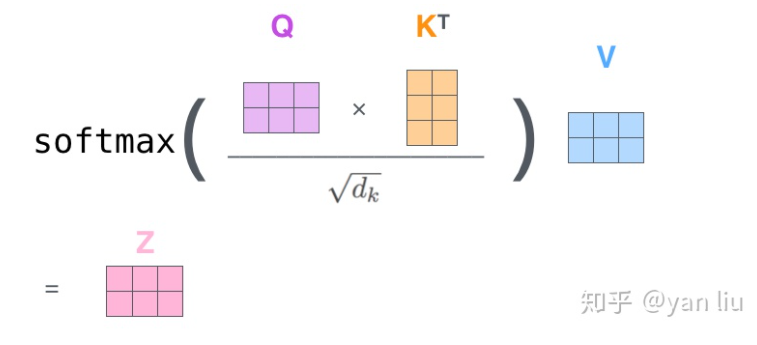 Q K^T
V
softmax( × )
√d_k
Z
=
知乎 @yan liu